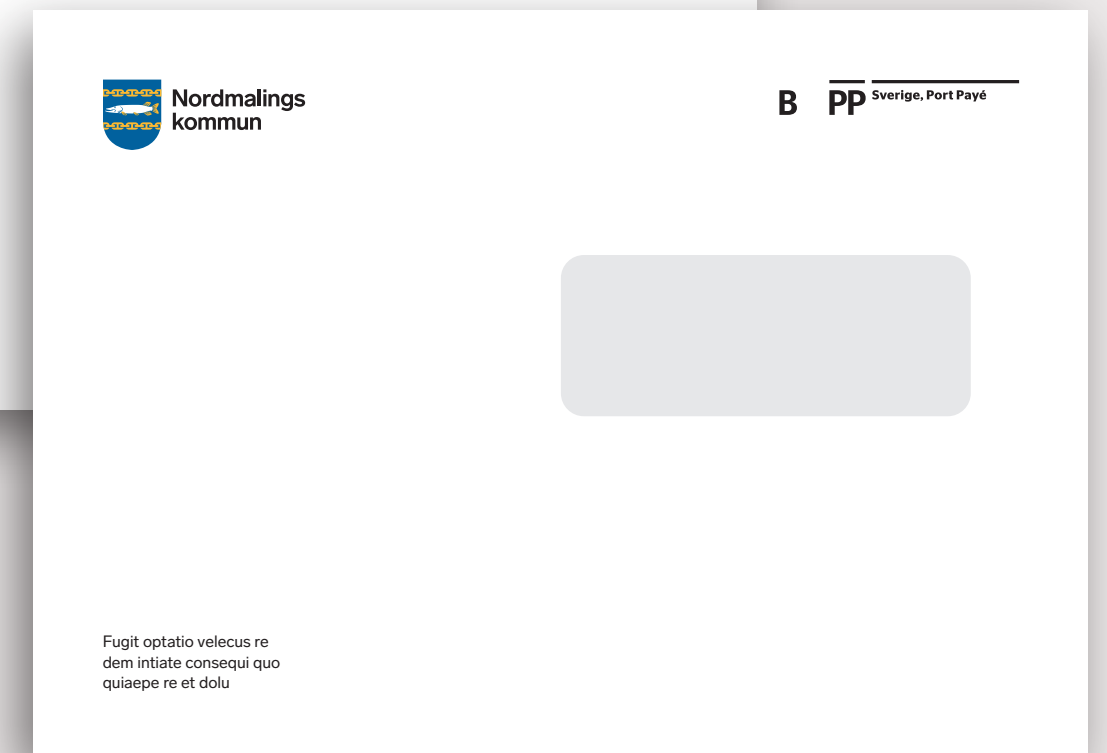 Nordmalings
kommun
B PP Sverige, Port Payé
Fugit optatio velecus re
dem intiate consequi quo
quiaepe re et dolu